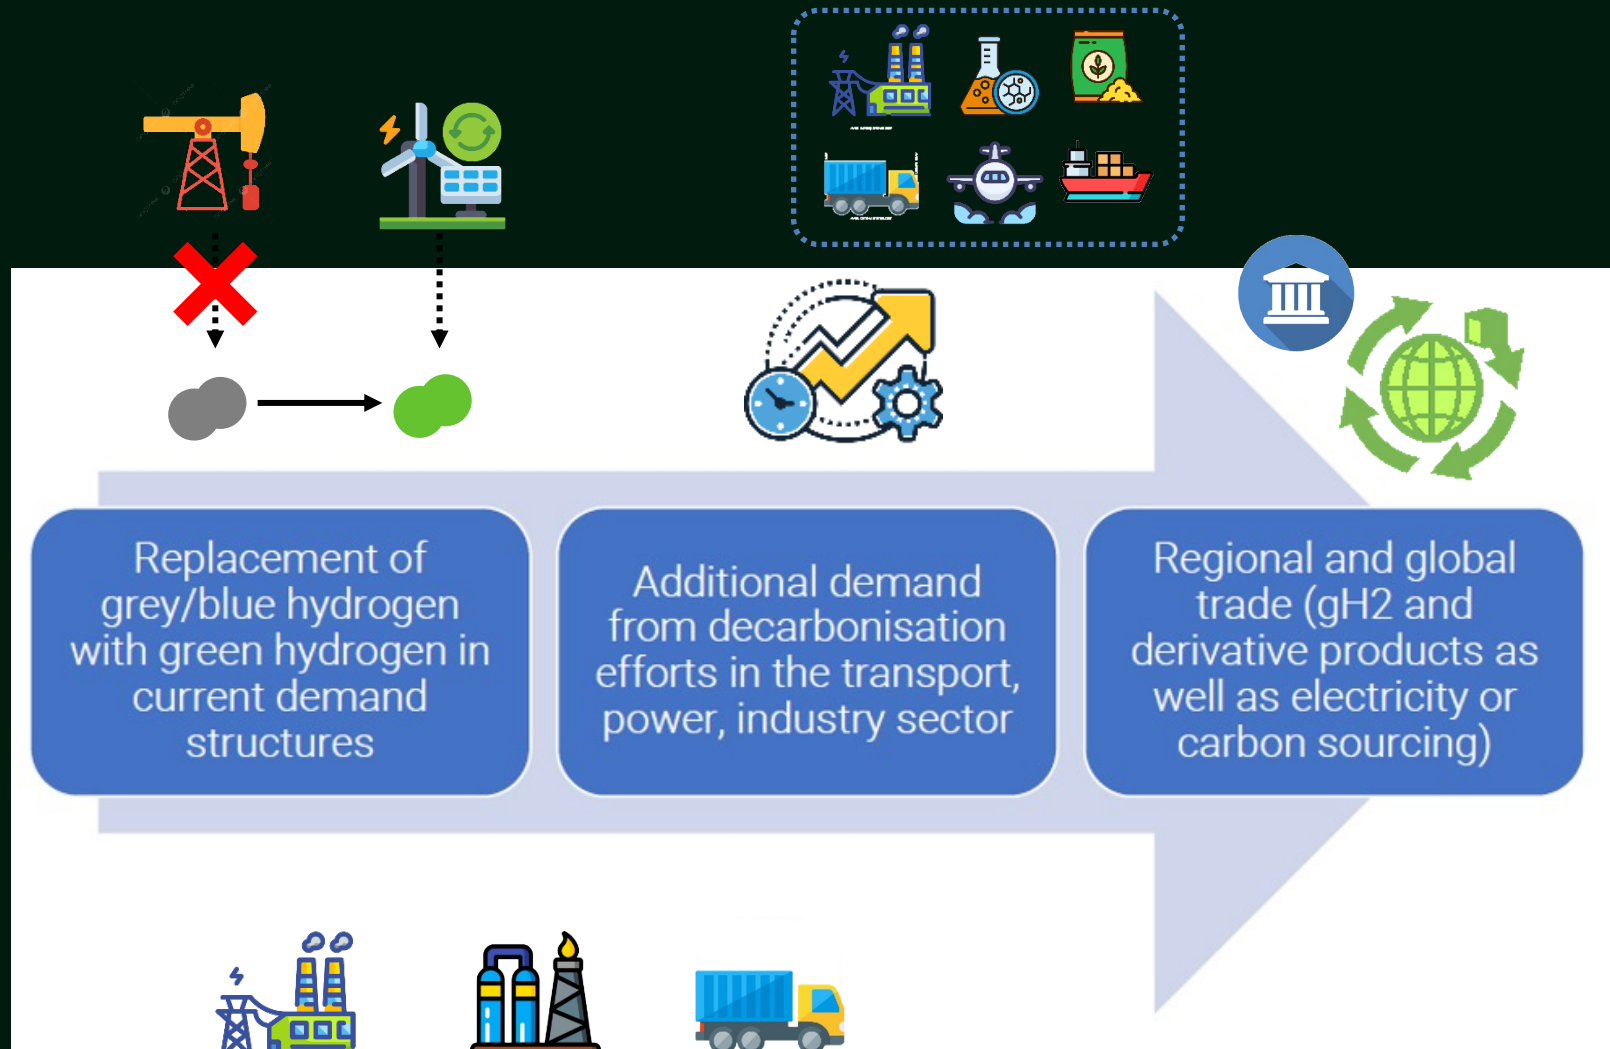 Replacement of
grey/blue hydrogen
with green hydrogen in
current demand
structures
Additional demand
from decarbonisation
efforts in the transport,
power, industry sector
Regional and global
trade (gH2 and
derivative products as
well as electricity or
carbon sourcing)